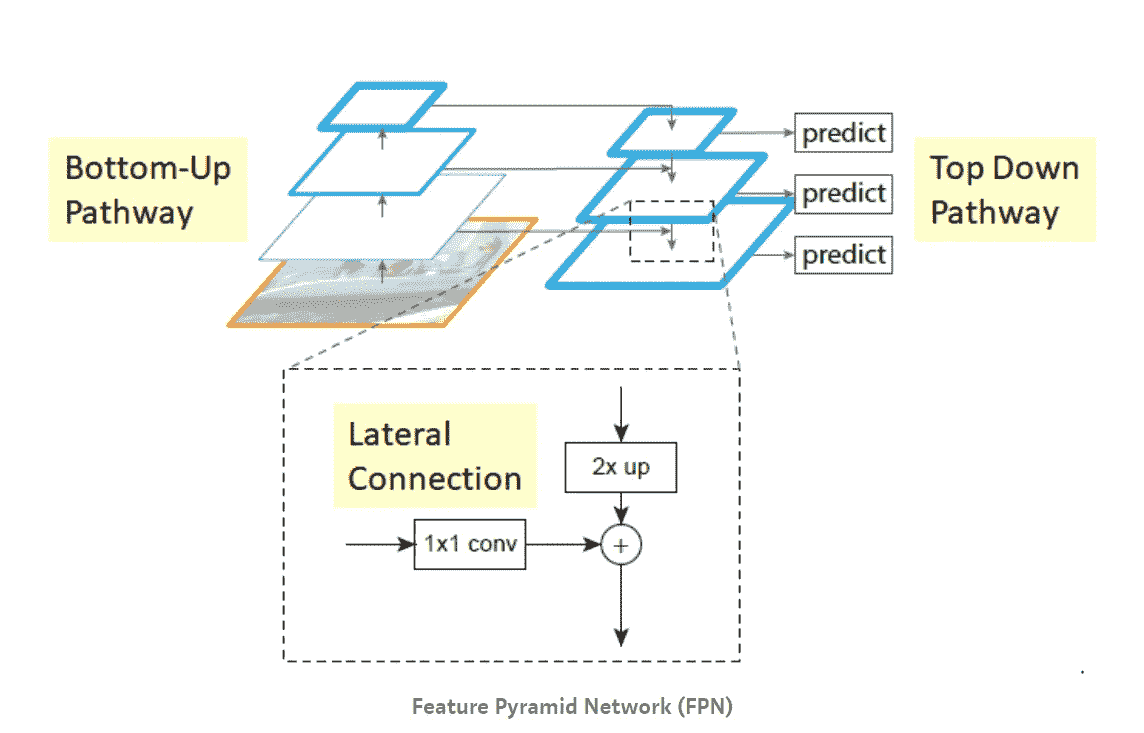 Bottom-Up
Pathway
predict
predict
predict
Top Down
Pathway
Lateral
Connection
2x up
1x1 conv
+
Feature Pyramid Network (FPN)